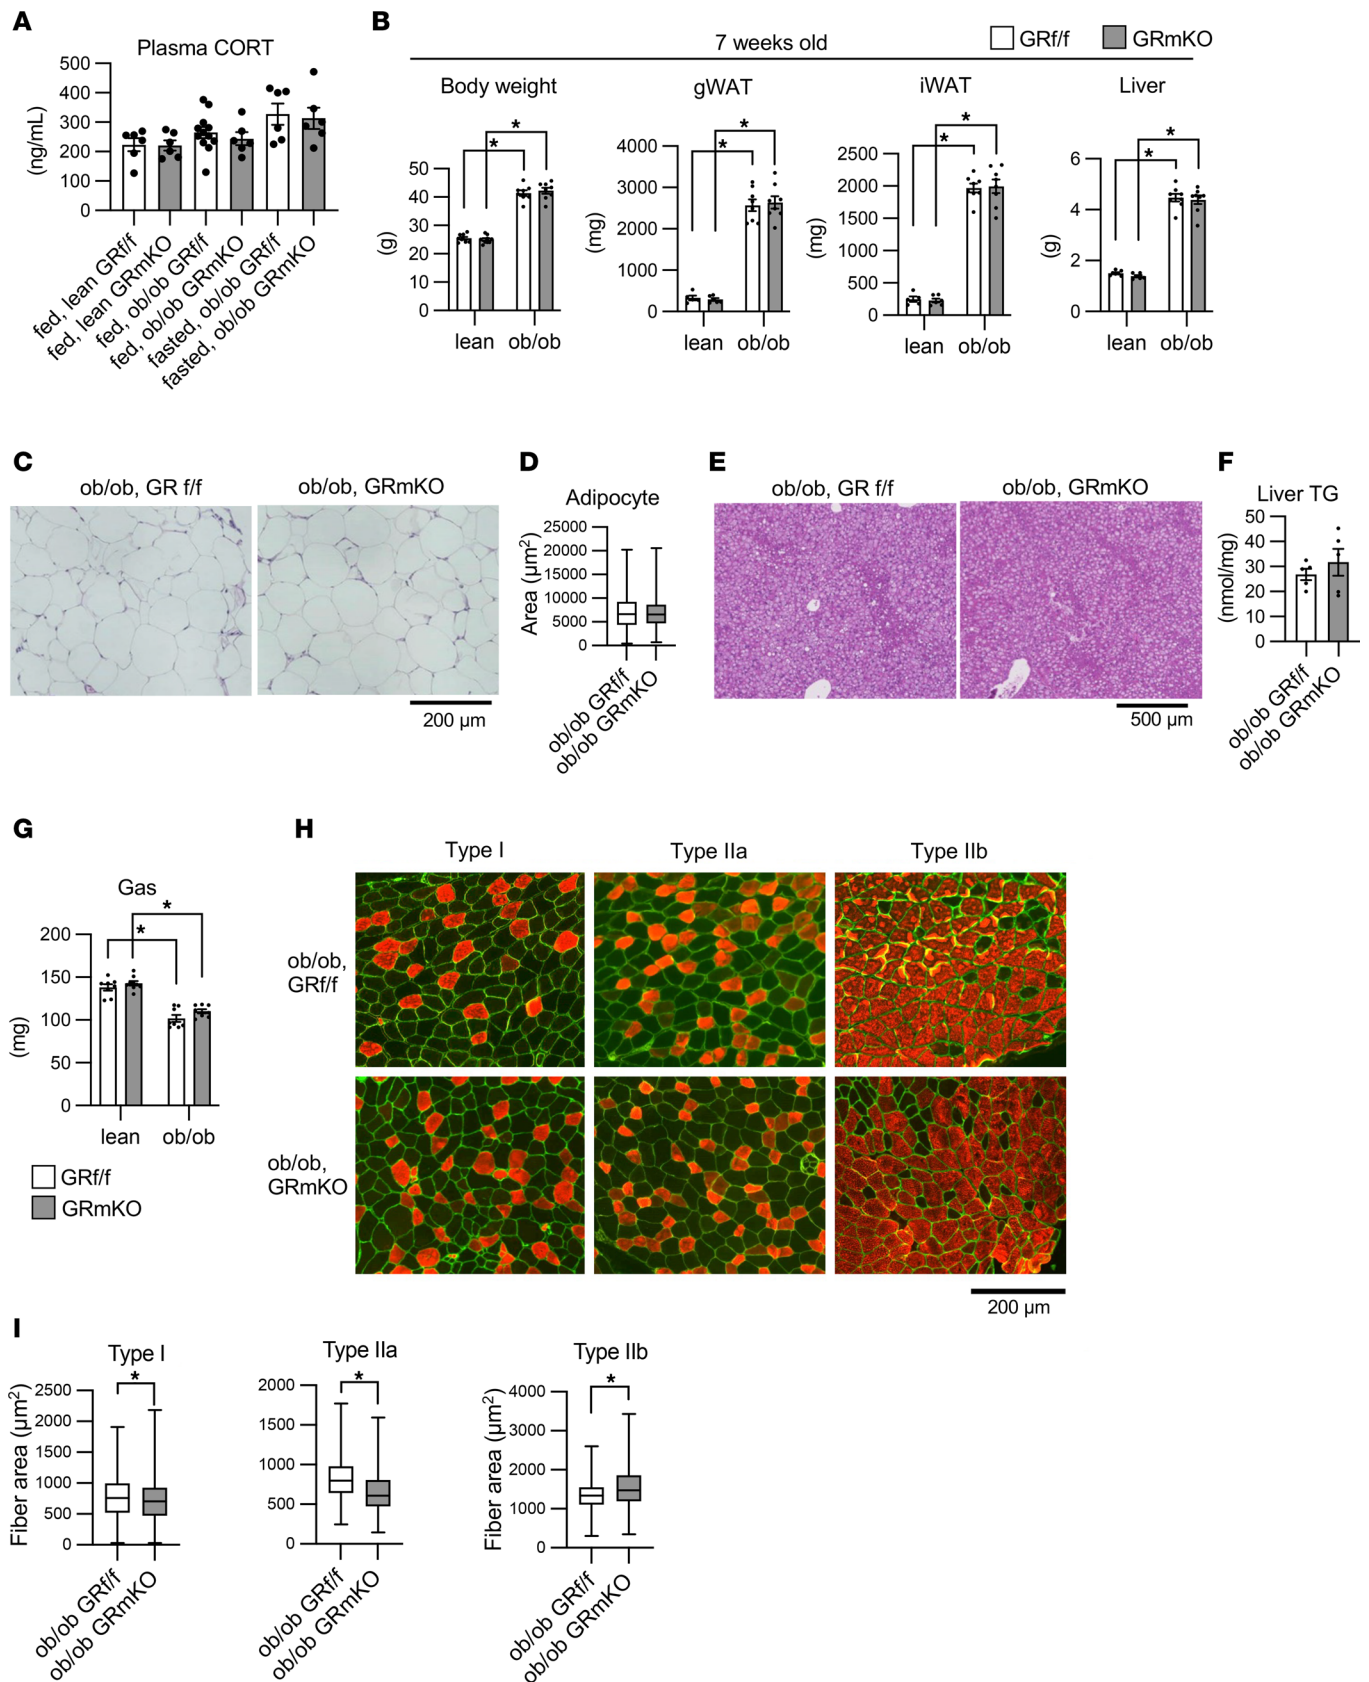 A
Plasma CORT
(ng/mL)
500
400
300
200
100
0
fed, lean GRf/f
fed, lean GRmKO
fed, ob/ob GRf/f
fed, ob/ob GRmKO
fasted, ob/ob GRf/f
fasted, ob/ob GRmKO
B
7 weeks old
GRf/f
GRmKO
Body weight
(g)
50
40
30
20
10
0
* *
lean ob/ob
gWAT
(mg)
4000
3000
2000
1000
0
* *
lean ob/ob
iWAT
(mg)
2500
2000
1500
1000
500
0
* *
lean ob/ob
Liver
(g)
6
4
2
0
* *
lean ob/ob
C
ob/ob, GR f/f
ob/ob, GRmKO
200 µm
D
Adipocyte
Area (µm²)
25000
20000
15000
10000
5000
0
ob/ob GRf/f
ob/ob GRmKO
E
ob/ob, GR f/f
ob/ob, GRmKO
500 µm
F
Liver TG
(nmol/mg)
50
40
30
20
10
0
ob/ob GRf/f
ob/ob GRmKO
G
Gas
(mg)
200
150
100
50
0
* *
lean ob/ob
GRf/f
GRmKO
H
Type I
Type IIa
Type IIb
ob/ob,
GRf/f
ob/ob,
GRmKO
200 µm
I
Type I
Fiber area (µm²)
2500
2000
1500
1000
500
0
*
ob/ob GRf/f
ob/ob GRmKO
Type IIa
2000
1500
1000
500
0
*
ob/ob GRf/f
ob/ob GRmKO
Type IIb
Fiber area (µm²)
4000
3000
2000
1000
0
*
ob/ob GRf/f
ob/ob GRmKO